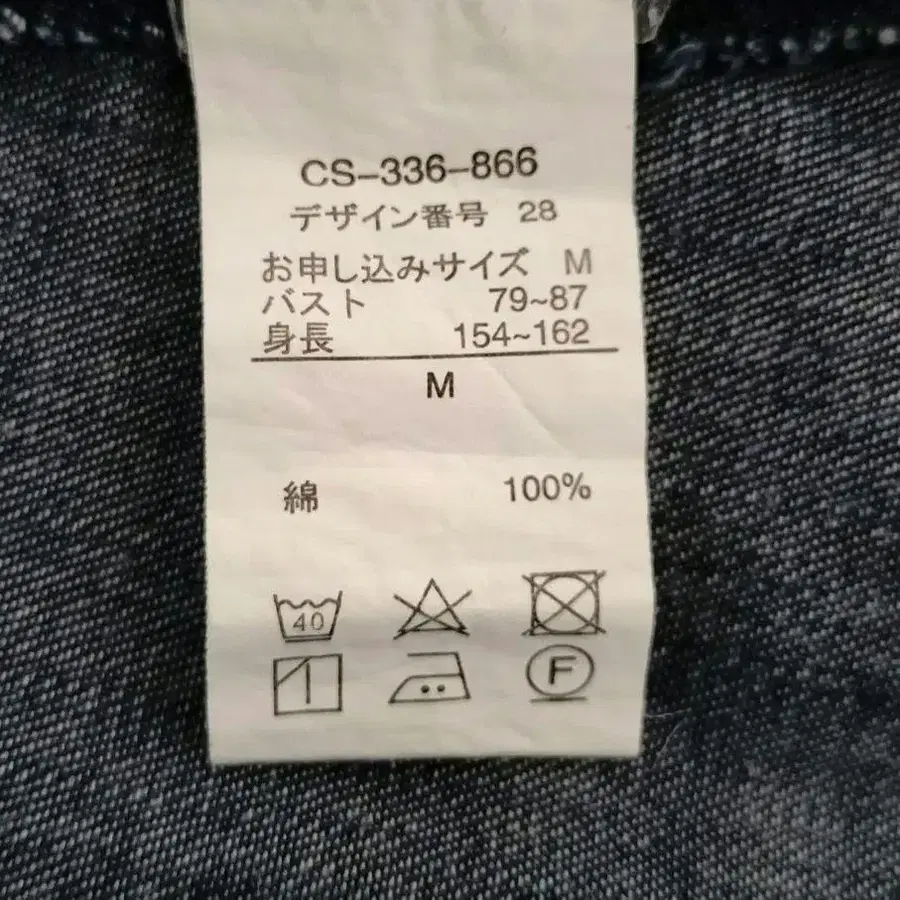 CS-336-866
デザイン番号 28
お申し込みサイズ M
バスト 79~87
身長 154~162
M
綿 100%
40
F